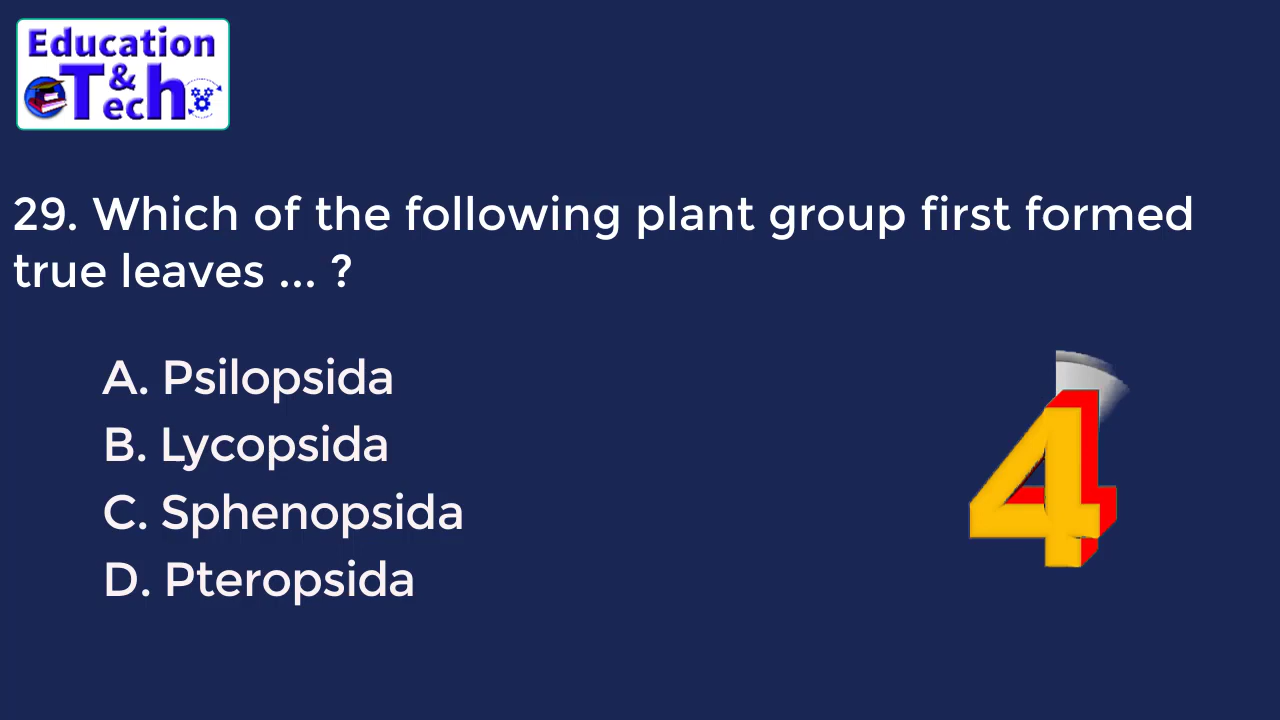 Education
&
Tech
29. Which of the following plant group first formed
true leaves ... ?
A. Psilopsida
B. Lycopsida
C. Sphenopsida
D. Pteropsida
4